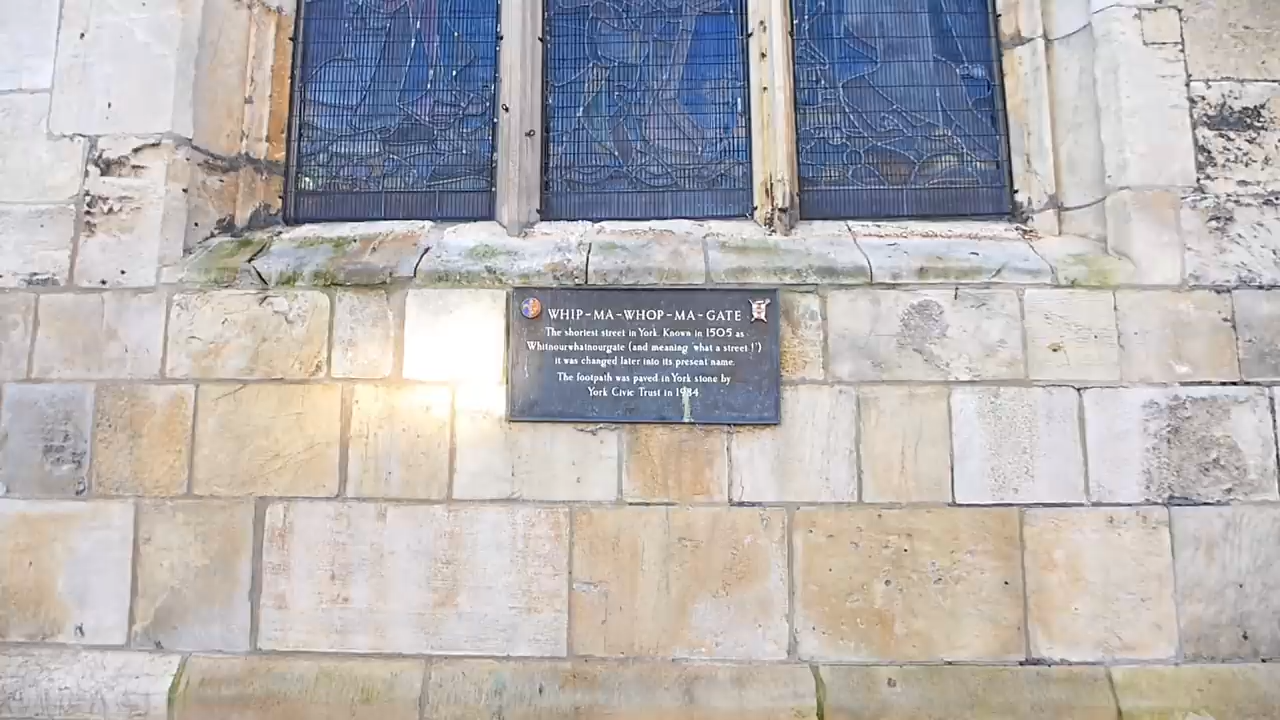 WHIP-MA-WHOP-MA-GATE
The shortest street in York. Known in 1505 as
Whitnourwhatnourgate (and meaning 'what a street!')
it was changed later into its present name.
The footpath was paved in York stone by
York Civic Trust in 1984